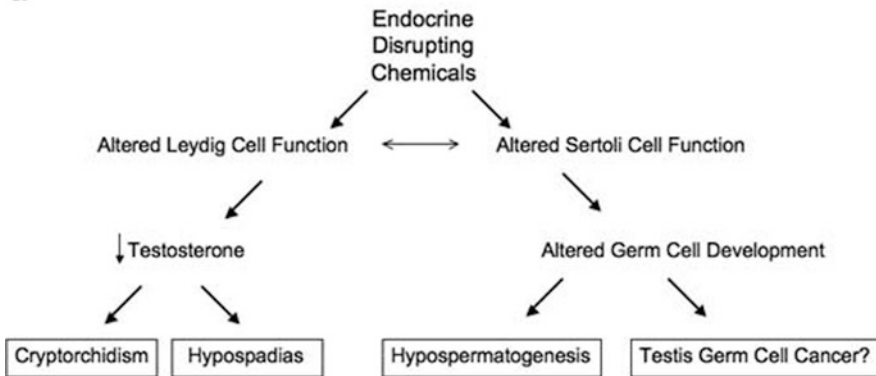 Endocrine
Disrupting
Chemicals
Altered Leydig Cell Function
Altered Sertoli Cell Function
↓ Testosterone
Altered Germ Cell Development
Cryptorchidism
Hypospadias
Hypospermatogenesis
Testis Germ Cell Cancer?